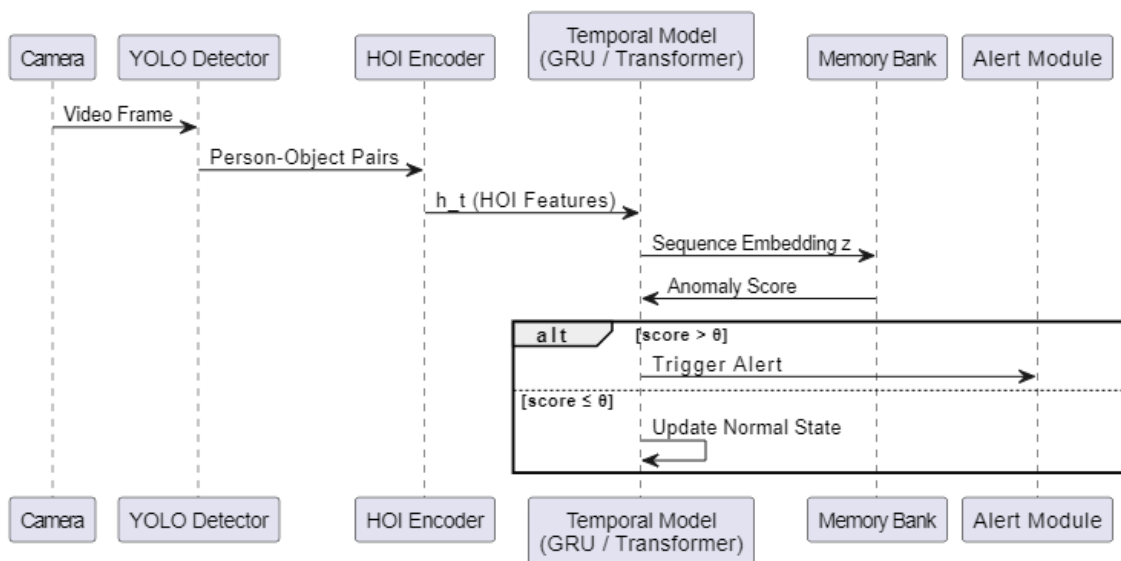 Camera
YOLO Detector
HOI Encoder
Temporal Model
(GRU / Transformer)
Memory Bank
Alert Module
Video Frame
Person-Object Pairs
h_t (HOI Features)
Sequence Embedding z
Anomaly Score
alt
[score > θ]
Trigger Alert
[score ≤ θ]
Update Normal State
Camera
YOLO Detector
HOI Encoder
Temporal Model
(GRU / Transformer)
Memory Bank
Alert Module